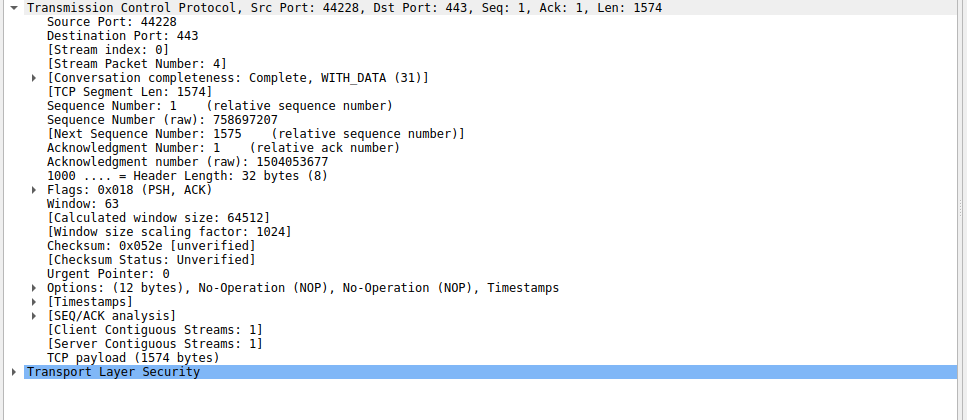 Transmission Control Protocol, Src Port: 44228, Dst Port: 443, Seq: 1, Ack: 1, Len: 1574
Source Port: 44228
Destination Port: 443
[Stream index: 0]
[Stream Packet Number: 4]
[Conversation completeness: Complete, WITH_DATA (31)]
[TCP Segment Len: 1574]
Sequence Number: 1    (relative sequence number)
Sequence Number (raw): 758697207
[Next Sequence Number: 1575    (relative sequence number)]
Acknowledgment Number: 1    (relative ack number)
Acknowledgment number (raw): 1504053677
1000 .... = Header Length: 32 bytes (8)
Flags: 0x018 (PSH, ACK)
Window: 63
[Calculated window size: 64512]
[Window size scaling factor: 1024]
Checksum: 0x052e [unverified]
[Checksum Status: Unverified]
Urgent Pointer: 0
Options: (12 bytes), No-Operation (NOP), No-Operation (NOP), Timestamps
[Timestamps]
[SEQ/ACK analysis]
[Client Contiguous Streams: 1]
[Server Contiguous Streams: 1]
TCP payload (1574 bytes)
Transport Layer Security